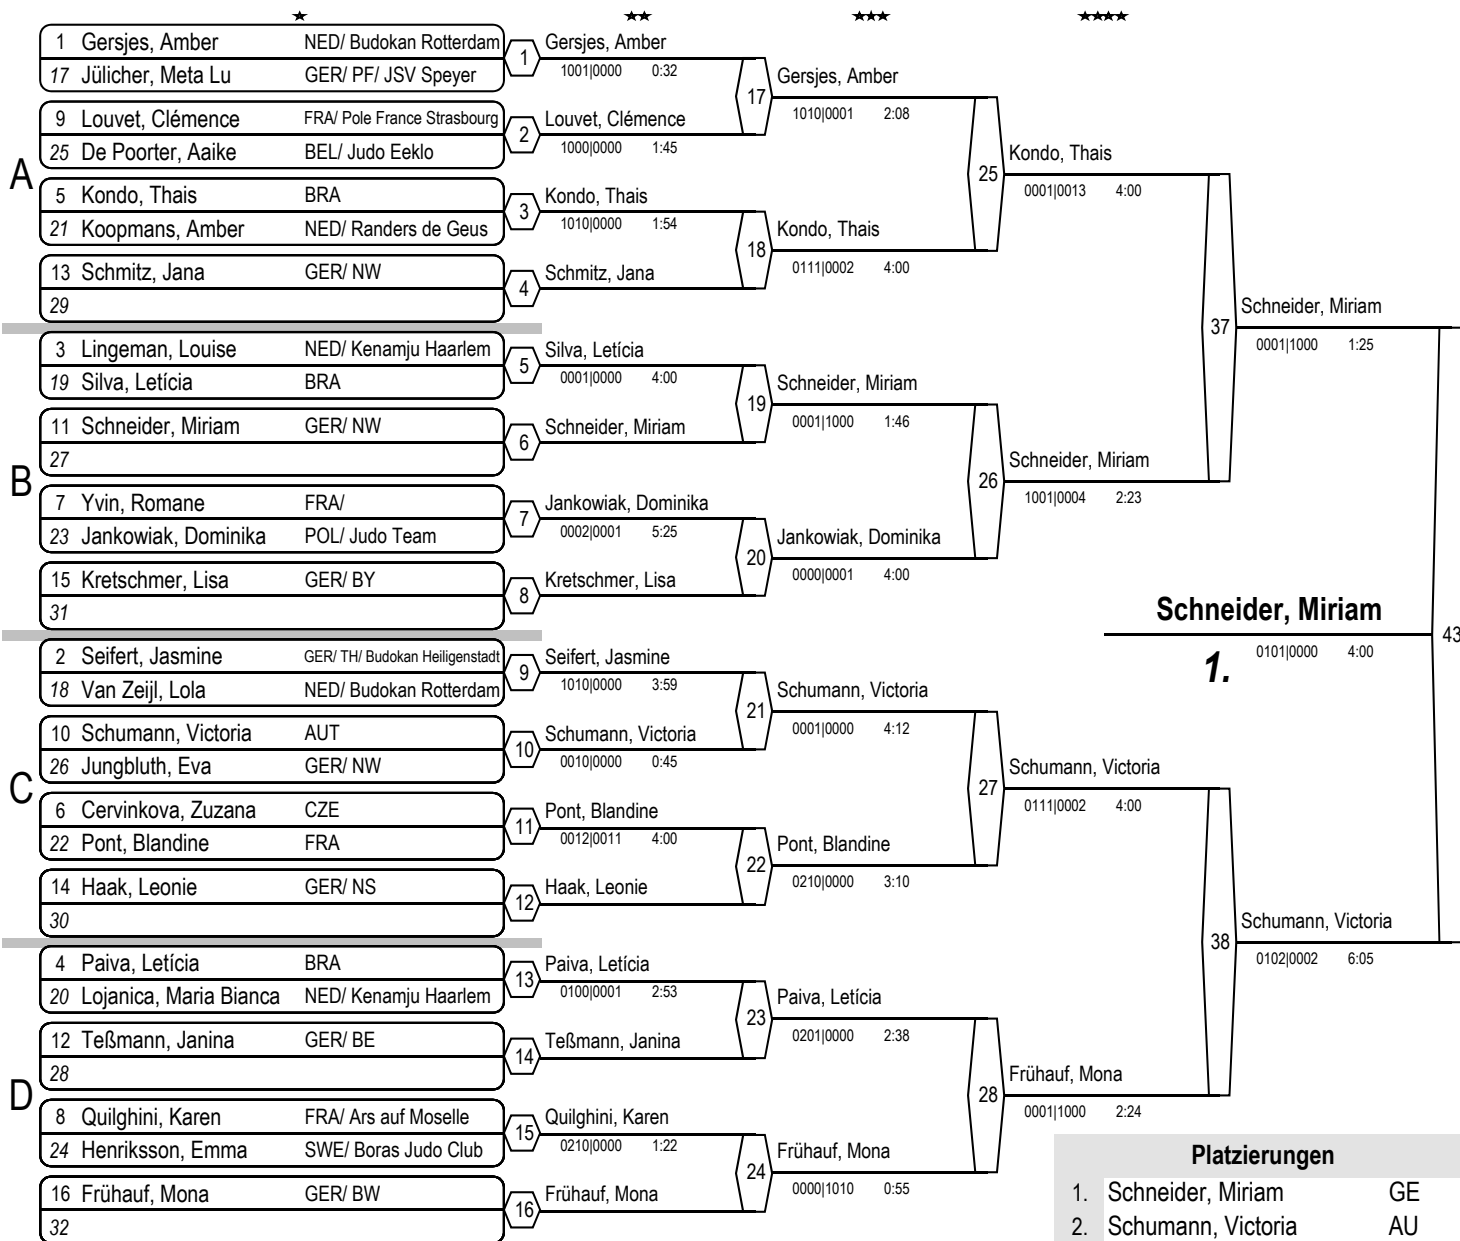 ★ ★★ ★★★ ★★★★
A
1 Gersjes, Amber NED/ Budokan Rotterdam
17 Jülicher, Meta Lu GER/ PF/ JSV Speyer
9 Louvet, Clémence FRA/ Pole France Strasbourg
25 De Poorter, Aaike BEL/ Judo Eeklo
5 Kondo, Thais BRA
21 Koopmans, Amber NED/ Randers de Geus
13 Schmitz, Jana GER/ NW
29
B
3 Lingeman, Louise NED/ Kenamju Haarlem
19 Silva, Letícia BRA
11 Schneider, Miriam GER/ NW
27
7 Yvin, Romane FRA/
23 Jankowiak, Dominika POL/ Judo Team
15 Kretschmer, Lisa GER/ BY
31
C
2 Seifert, Jasmine GER/ TH/ Budokan Heiligenstadt
18 Van Zeijl, Lola NED/ Budokan Rotterdam
10 Schumann, Victoria AUT
26 Jungbluth, Eva GER/ NW
6 Cervinkova, Zuzana CZE
22 Pont, Blandine FRA
14 Haak, Leonie GER/ NS
30
D
4 Paiva, Letícia BRA
20 Lojanica, Maria Bianca NED/ Kenamju Haarlem
12 Teßmann, Janina GER/ BE
28
8 Quilghini, Karen FRA/ Ars auf Moselle
24 Henriksson, Emma SWE/ Boras Judo Club
16 Frühauf, Mona GER/ BW
32
1 Gersjes, Amber
1001|0000 0:32
2 Louvet, Clémence
1000|0000 1:45
3 Kondo, Thais
1010|0000 1:54
4 Schmitz, Jana
5 Silva, Letícia
0001|0000 4:00
6 Schneider, Miriam
7 Jankowiak, Dominika
0002|0001 5:25
8 Kretschmer, Lisa
9 Seifert, Jasmine
1010|0000 3:59
10 Schumann, Victoria
0010|0000 0:45
11 Pont, Blandine
0012|0011 4:00
12 Haak, Leonie
13 Paiva, Letícia
0100|0001 2:53
14 Teßmann, Janina
15 Quilghini, Karen
0210|0000 1:22
16 Frühauf, Mona
17 Gersjes, Amber
1010|0001 2:08
18 Kondo, Thais
0111|0002 4:00
19 Schneider, Miriam
0001|1000 1:46
20 Jankowiak, Dominika
0000|0001 4:00
21 Schumann, Victoria
0001|0000 4:12
22 Pont, Blandine
0210|0000 3:10
23 Paiva, Letícia
0201|0000 2:38
24 Frühauf, Mona
0000|1010 0:55
25 Kondo, Thais
0001|0013 4:00
26 Schneider, Miriam
1001|0004 2:23
27 Schumann, Victoria
0111|0002 4:00
28 Frühauf, Mona
0001|1000 2:24
37 Schneider, Miriam
0001|1000 1:25
38 Schumann, Victoria
0102|0002 6:05
Schneider, Miriam 43
1. 0101|0000 4:00
Platzierungen
1. Schneider, Miriam GE
2. Schumann, Victoria AU